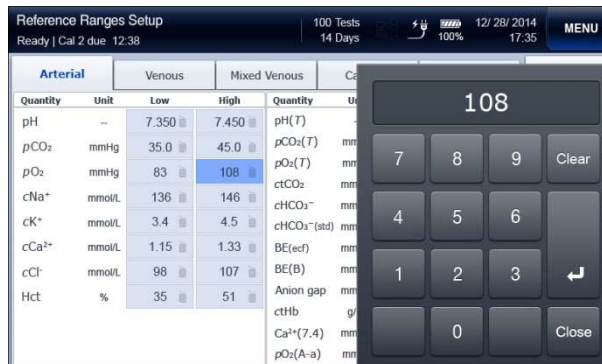 Reference Ranges Setup
Ready | Cal 2 due 12:38
100 Tests
14 Days
100%
12/ 28/ 2014
17:35
MENU
Arterial Venous Mixed Venous
Quantity Unit Low High
pH -- 7.350 7.450
pCO₂ mmHg 35.0 45.0
pO₂ mmHg 83 108
cNa⁺ mmol/L 136 146
cK⁺ mmol/L 3.4 4.5
cCa²⁺ mmol/L 1.15 1.33
cCl⁻ mmol/L 98 107
Hct % 35 51
Quantity
pH(T)
pCO₂(T)
pO₂(T)
ctCO₂
cHCO₃⁻
cHCO₃⁻(std)
BE(ecf)
BE(B)
Anion gap
ctHb
Ca²⁺(7.4)
pO₂(A-a)
108
7 8 9 Clear
4 5 6
1 2 3
0 Close